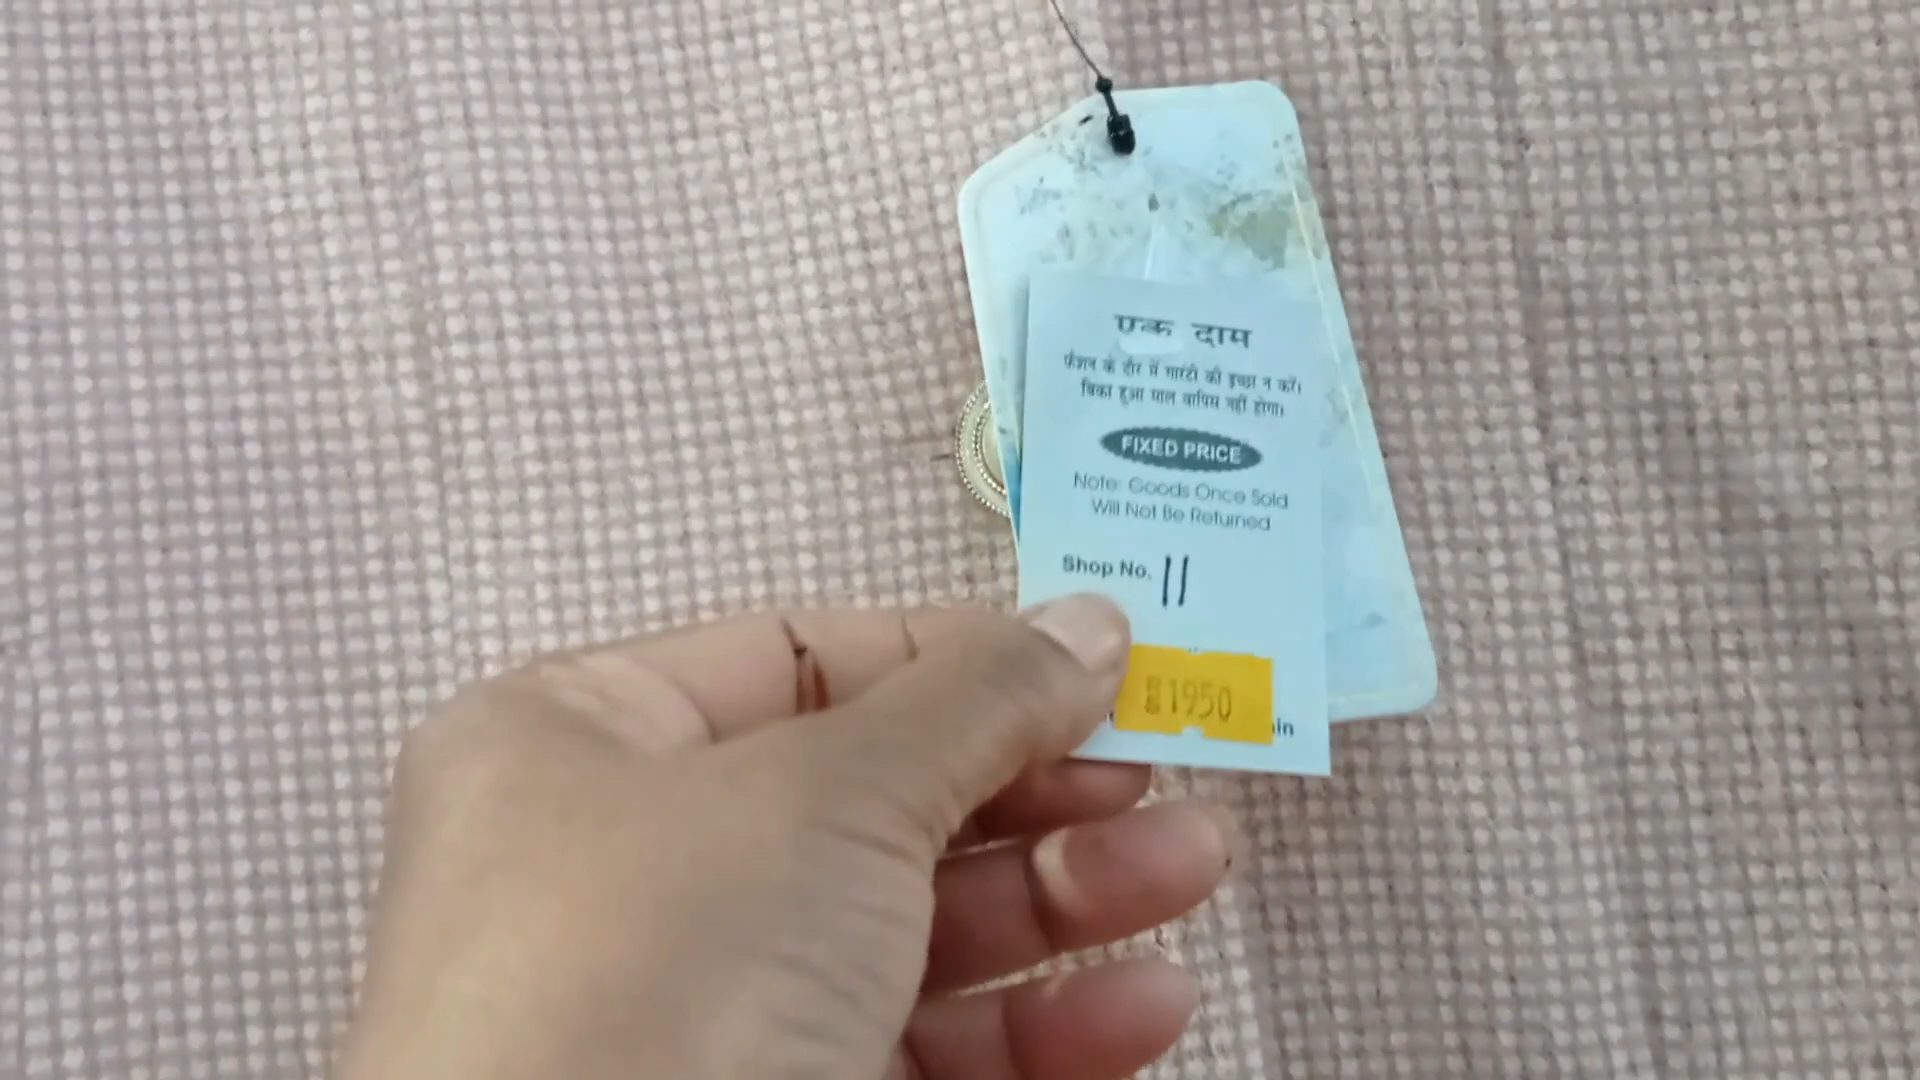 एक दाम
फैशन के दौर में गारंटी की इच्छा न करें।
बिका हुआ माल वापिस नहीं होगा।
FIXED PRICE
Note: Goods Once Sold
Will Not Be Returned
Shop No. 11
1950